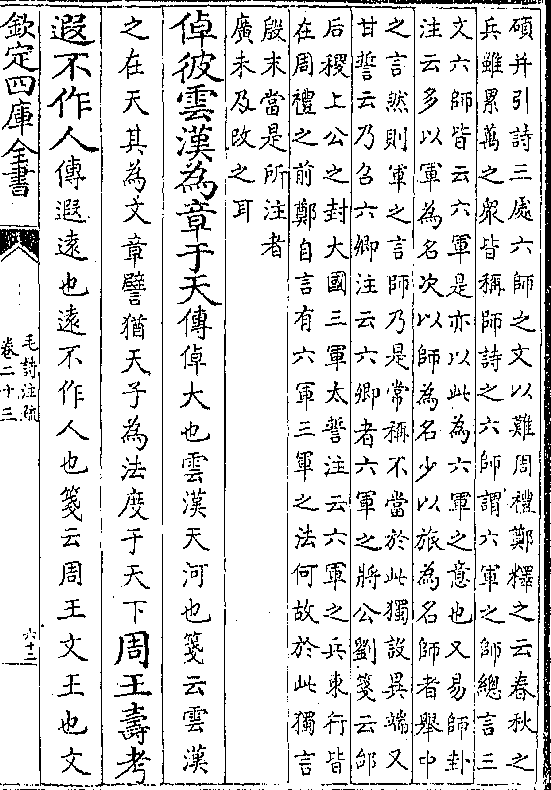 碩并引詩三處六師之文以難周禮鄭釋之云春秋之
兵雖累萬之衆皆稱師詩之六師謂六軍之師總言三
文六師皆云六軍是亦以此為六軍之意也又易師卦
注云多以軍為名次以師為名少以旅為名師者舉中
之言然則軍之言師乃是常稱不當於此獨設異端又
甘誓云乃召六卿注云六卿者六軍之將公劉箋云邰
后稷上公之封大國三軍太誓注云六軍之兵東行皆
在周禮之前鄭自言有六軍三軍之法何故於此獨言
殷末當是所注者
廣未及改之耳
倬彼雲漢為章于天傳倬大也雲漢天河也箋云雲漢
之在天其為文章譬猶天子為法度于天下周王壽考
遐不作人傳遐遠也遠不作人也箋云周王文王也文
欽定四庫全書
毛詩注疏
卷二十三
六十二